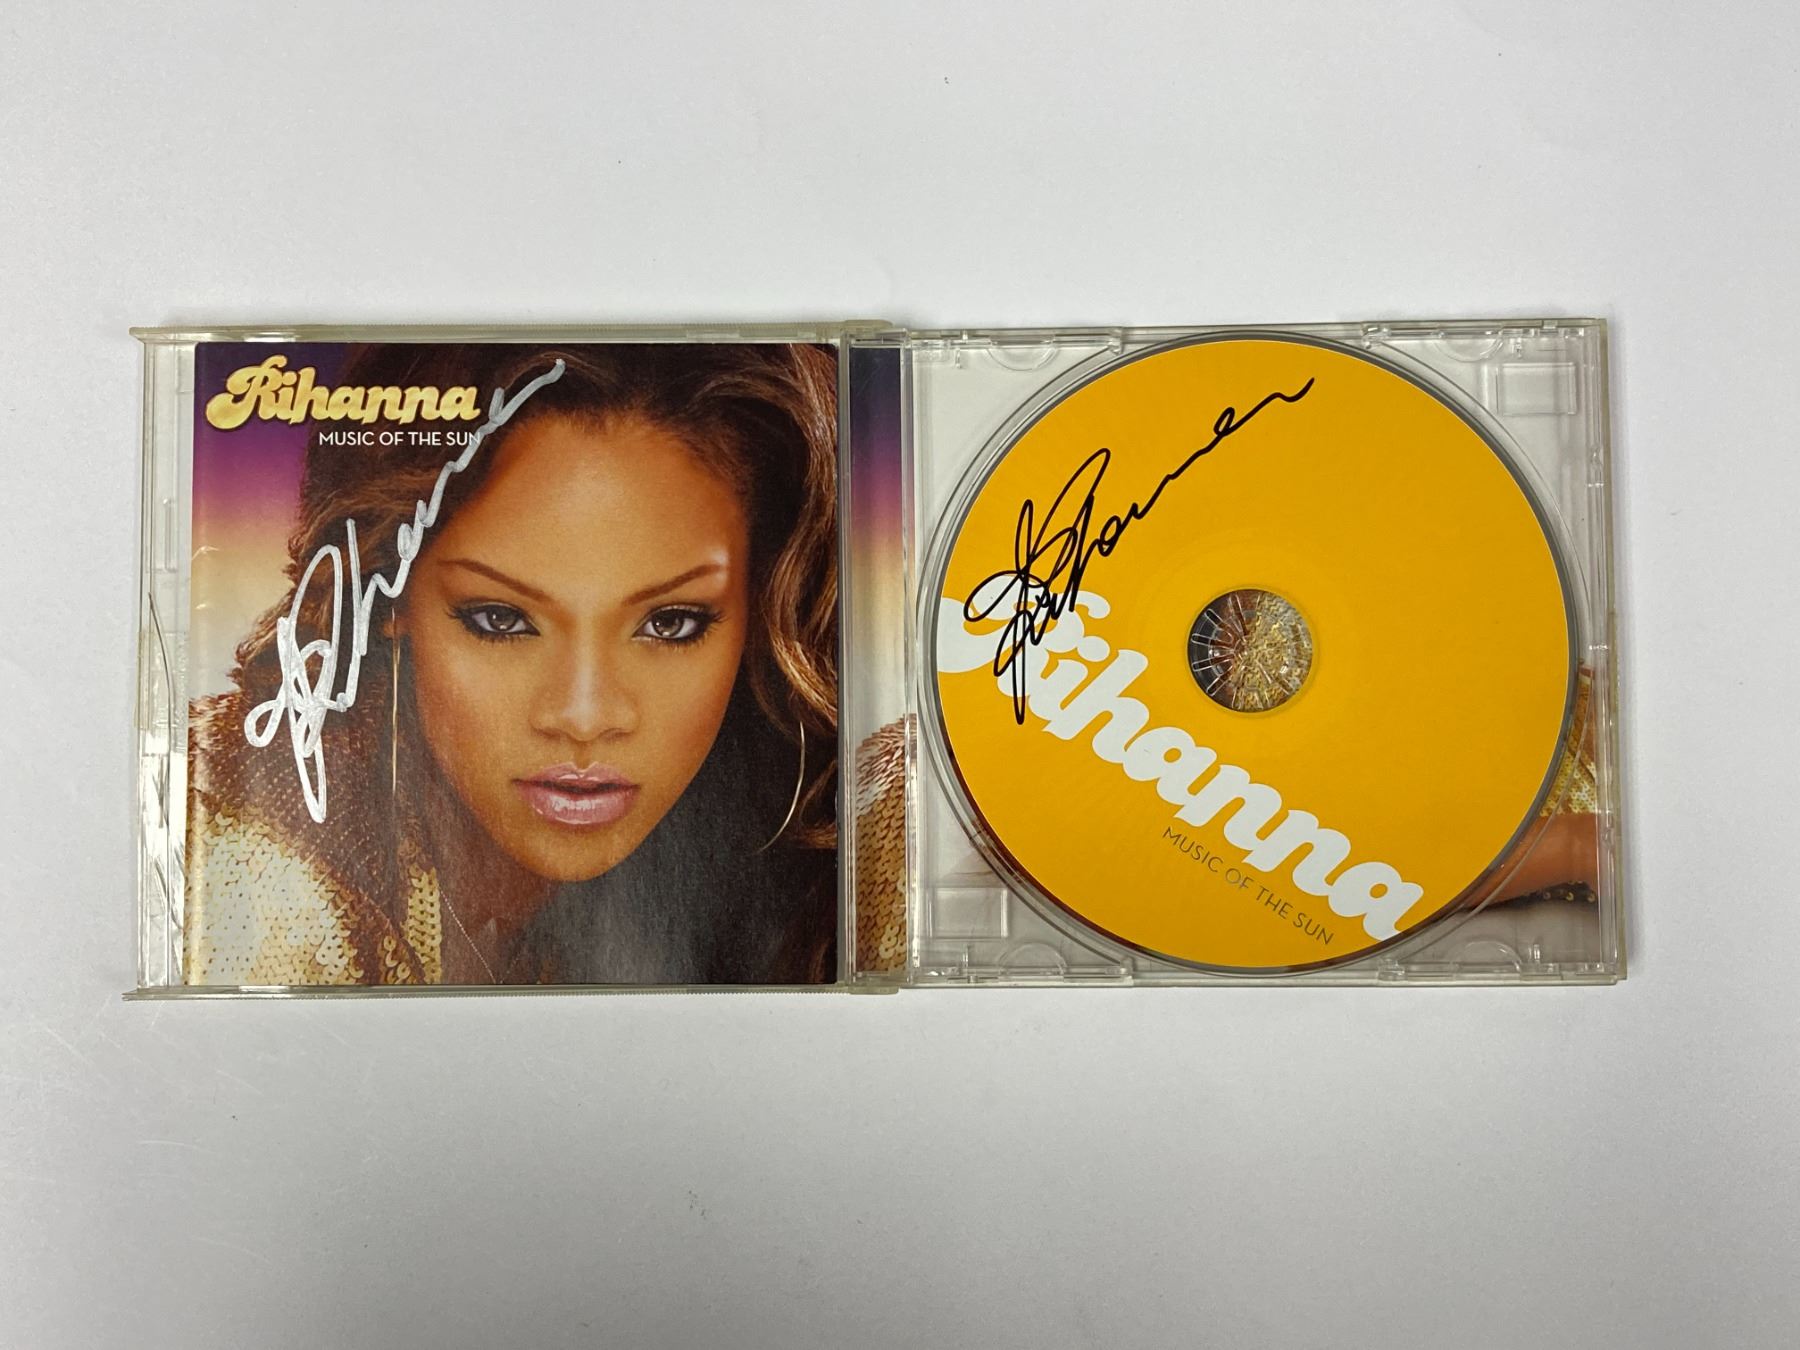 Rihanna
MUSIC OF THE SUN
Rihanna
MUSIC OF THE SUN